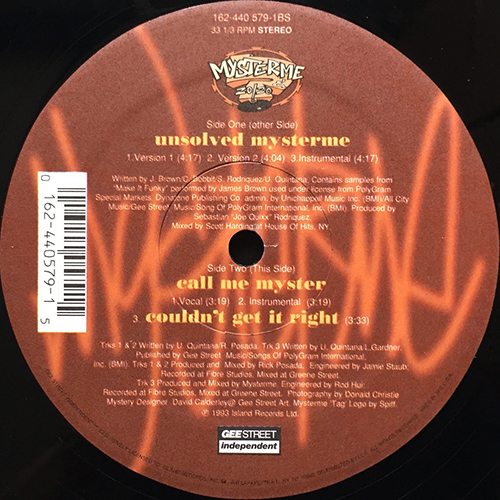 162-440 579-1BS
33 1/3 RPM STEREO
MYSTERME
20/20
Side One (other Side)
unsolved mysterme
1.Version 1 (4:17) 2. Version 2 (4:04) 3.Instrumental (4:17)
Written by J. Brown/C. Bobbit/S. Rodriquez/U. Quintana. Contains samples from
"Make It Funky" performed by James Brown used under license from PolyGram
Special Markets. Dynatone Publishing Co. admin. by Unichappell Music Inc. (BMI)/All City
Music/Gee Street Music/Song Of PolyGram International, Inc. (BMI). Produced by
Sebastian "Joe Quixx" Rodriquez.
Mixed by Scott Harding at House Of Hits, NY.
Side Two (This Side)
call me myster
1.Vocal (3:19) 2. Instrumental (3:19)
3. couldn't get it right (3:33)
Trks 1 & 2 Written by U. Quintana/R. Posada. Trk 3 Written by U. Quintana/L. Gardner.
Published by Gee Street Music/Songs Of PolyGram International,
Inc. (BMI). Trks 1 & 2 Produced and Mixed by Rick Posada. Engineered by Jamie Staub.
Recorded at Fibre Studios, Mixed at Greene Street.
Trk 3 Produced and Mixed by Mysterme. Engineered by Rod Hui.
Recorded at Fibre Studios, Mixed at Greene Street. Photography by Donald Christie
Mystery Designer David Calderley@ Gee Street Art, Mysterme 'Tag' Logo by Spiff.
℗ 1993 Island Records Ltd.
GEE STREET
independent
0 162-440579-1 5